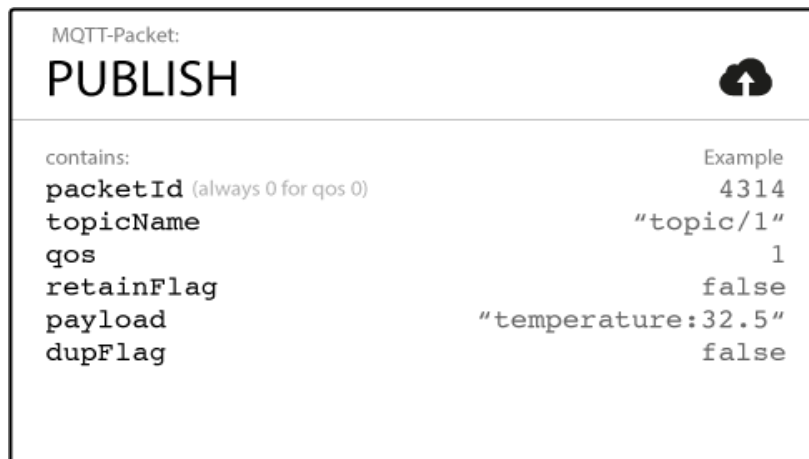 MQTT-Packet:
PUBLISH
contains: Example
packetId (always 0 for qos 0) 4314
topicName “topic/1“
qos 1
retainFlag false
payload “temperature:32.5“
dupFlag false